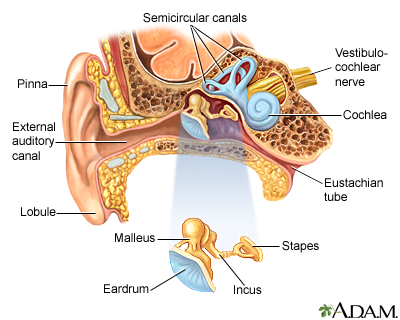 Semicircular canals
Vestibulo-
cochlear
nerve
Pinna
Cochlea
External
auditory
canal
Eustachian
tube
Lobule
Malleus
Stapes
Eardrum
Incus
A.D.A.M.